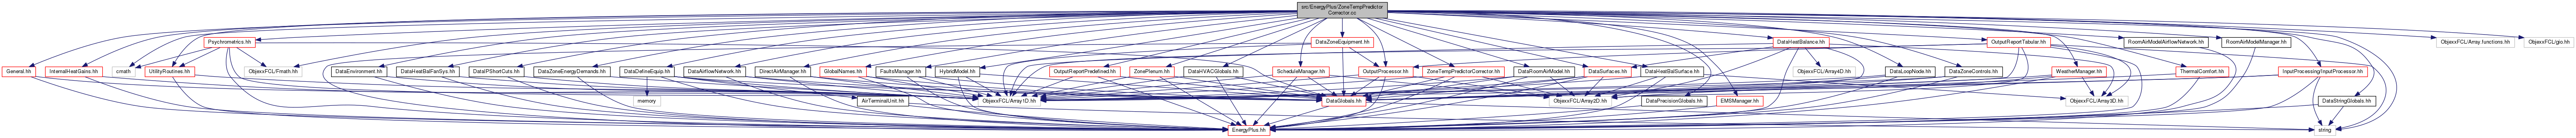 src/EnergyPlus/ZoneTempPredictor
Corrector.cc
Psychrometrics.hh
DataZoneEquipment.hh
DataHeatBalance.hh
OutputReportTabular.hh
RoomAirModelAirflowNetwork.hh
RoomAirModelManager.hh
ObjexxFCL/Array.functions.hh
ObjexxFCL/gio.hh
General.hh
InternalHeatGains.hh
cmath
UtilityRoutines.hh
ObjexxFCL/Fmath.hh
DataEnvironment.hh
DataHeatBalFanSys.hh
DataIPShortCuts.hh
DataZoneEnergyDemands.hh
DataDefineEquip.hh
DataAirflowNetwork.hh
DirectAirManager.hh
GlobalNames.hh
FaultsManager.hh
HybridModel.hh
OutputReportPredefined.hh
ZonePlenum.hh
DataHVACGlobals.hh
ScheduleManager.hh
OutputProcessor.hh
ZoneTempPredictorCorrector.hh
DataRoomAirModel.hh
DataSurfaces.hh
DataHeatBalSurface.hh
ObjexxFCL/Array4D.hh
DataLoopNode.hh
DataZoneControls.hh
WeatherManager.hh
ThermalComfort.hh
InputProcessing/InputProcessor.hh
memory
AirTerminalUnit.hh
ObjexxFCL/Array1D.hh
DataGlobals.hh
ObjexxFCL/Array2D.hh
DataPrecisionGlobals.hh
EMSManager.hh
ObjexxFCL/Array3D.hh
DataStringGlobals.hh
EnergyPlus.hh
string